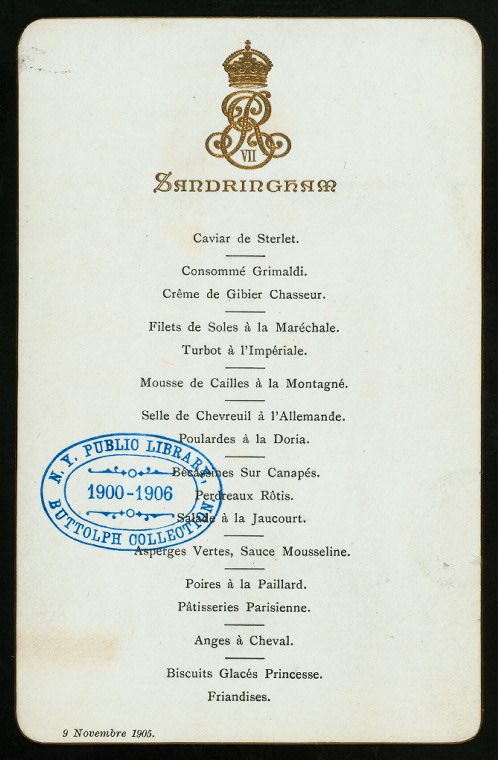 VII
SANDRINGHAM
Caviar de Sterlet.
Consommé Grimaldi.
Crême de Gibier Chasseur.
Filets de Soles à la Maréchale.
Turbot à l'Impériale.
Mousse de Cailles à la Montagné.
Selle de Chevreuil à l'Allemande.
Poulardes à la Doria.
Bécassines Sur Canapés.
Perdreaux Rôtis.
Salade à la Jaucourt.
Asperges Vertes, Sauce Mousseline.
Poires à la Paillard.
Pâtisseries Parisienne.
Anges à Cheval.
Biscuits Glacés Princesse.
Friandises.
9 Novembre 1905.
N. Y. PUBLIC LIBRARY,
1900-1906
BUTTOLPH COLLECTION.